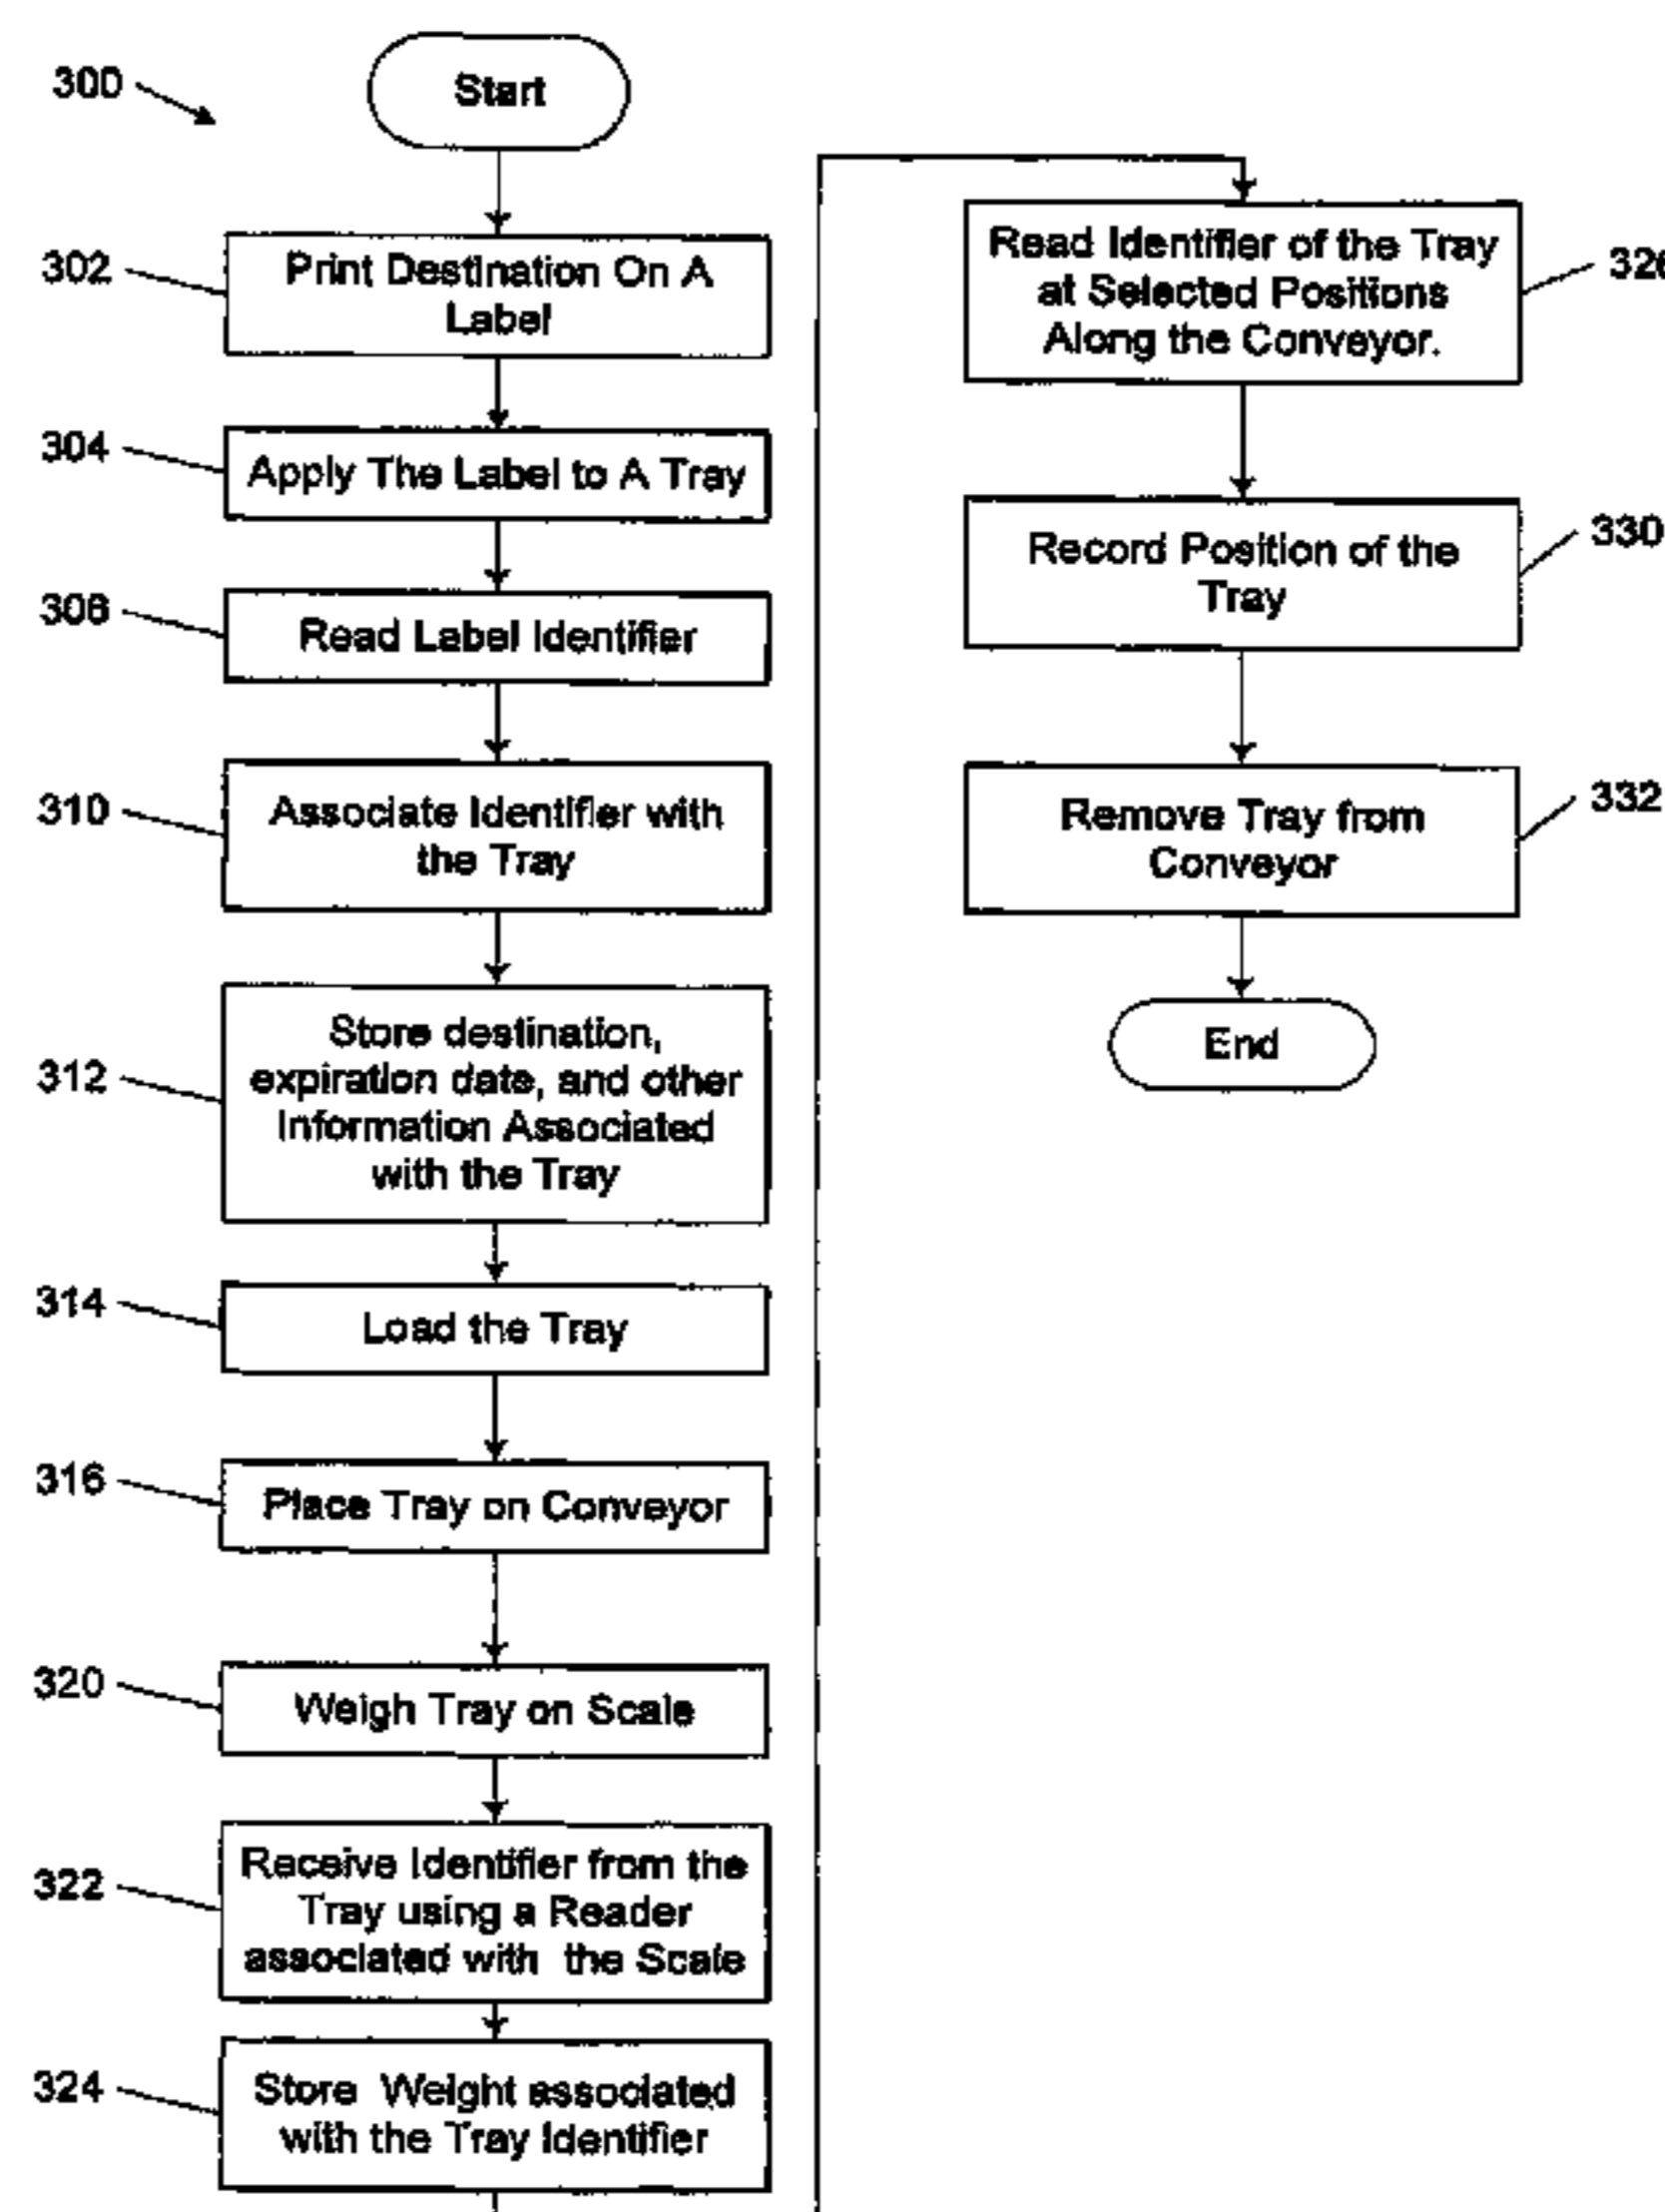 300
Start
302
Print Destination On A
Label
304
Apply The Label to A Tray
308
Read Label Identifier
310
Associate Identifier with
the Tray
312
Store destination,
expiration date, and other
Information Associated
with the Tray
314
Load the Tray
316
Place Tray on Conveyor
320
Weigh Tray on Scale
322
Receive Identifier from the
Tray using a Reader
associated with the Scale
324
Store Weight associated
with the Tray Identifier
Read Identifier of the Tray
at Selected Positions
Along the Conveyor.
330
Record Position of the
Tray
332
Remove Tray from
Conveyor
End